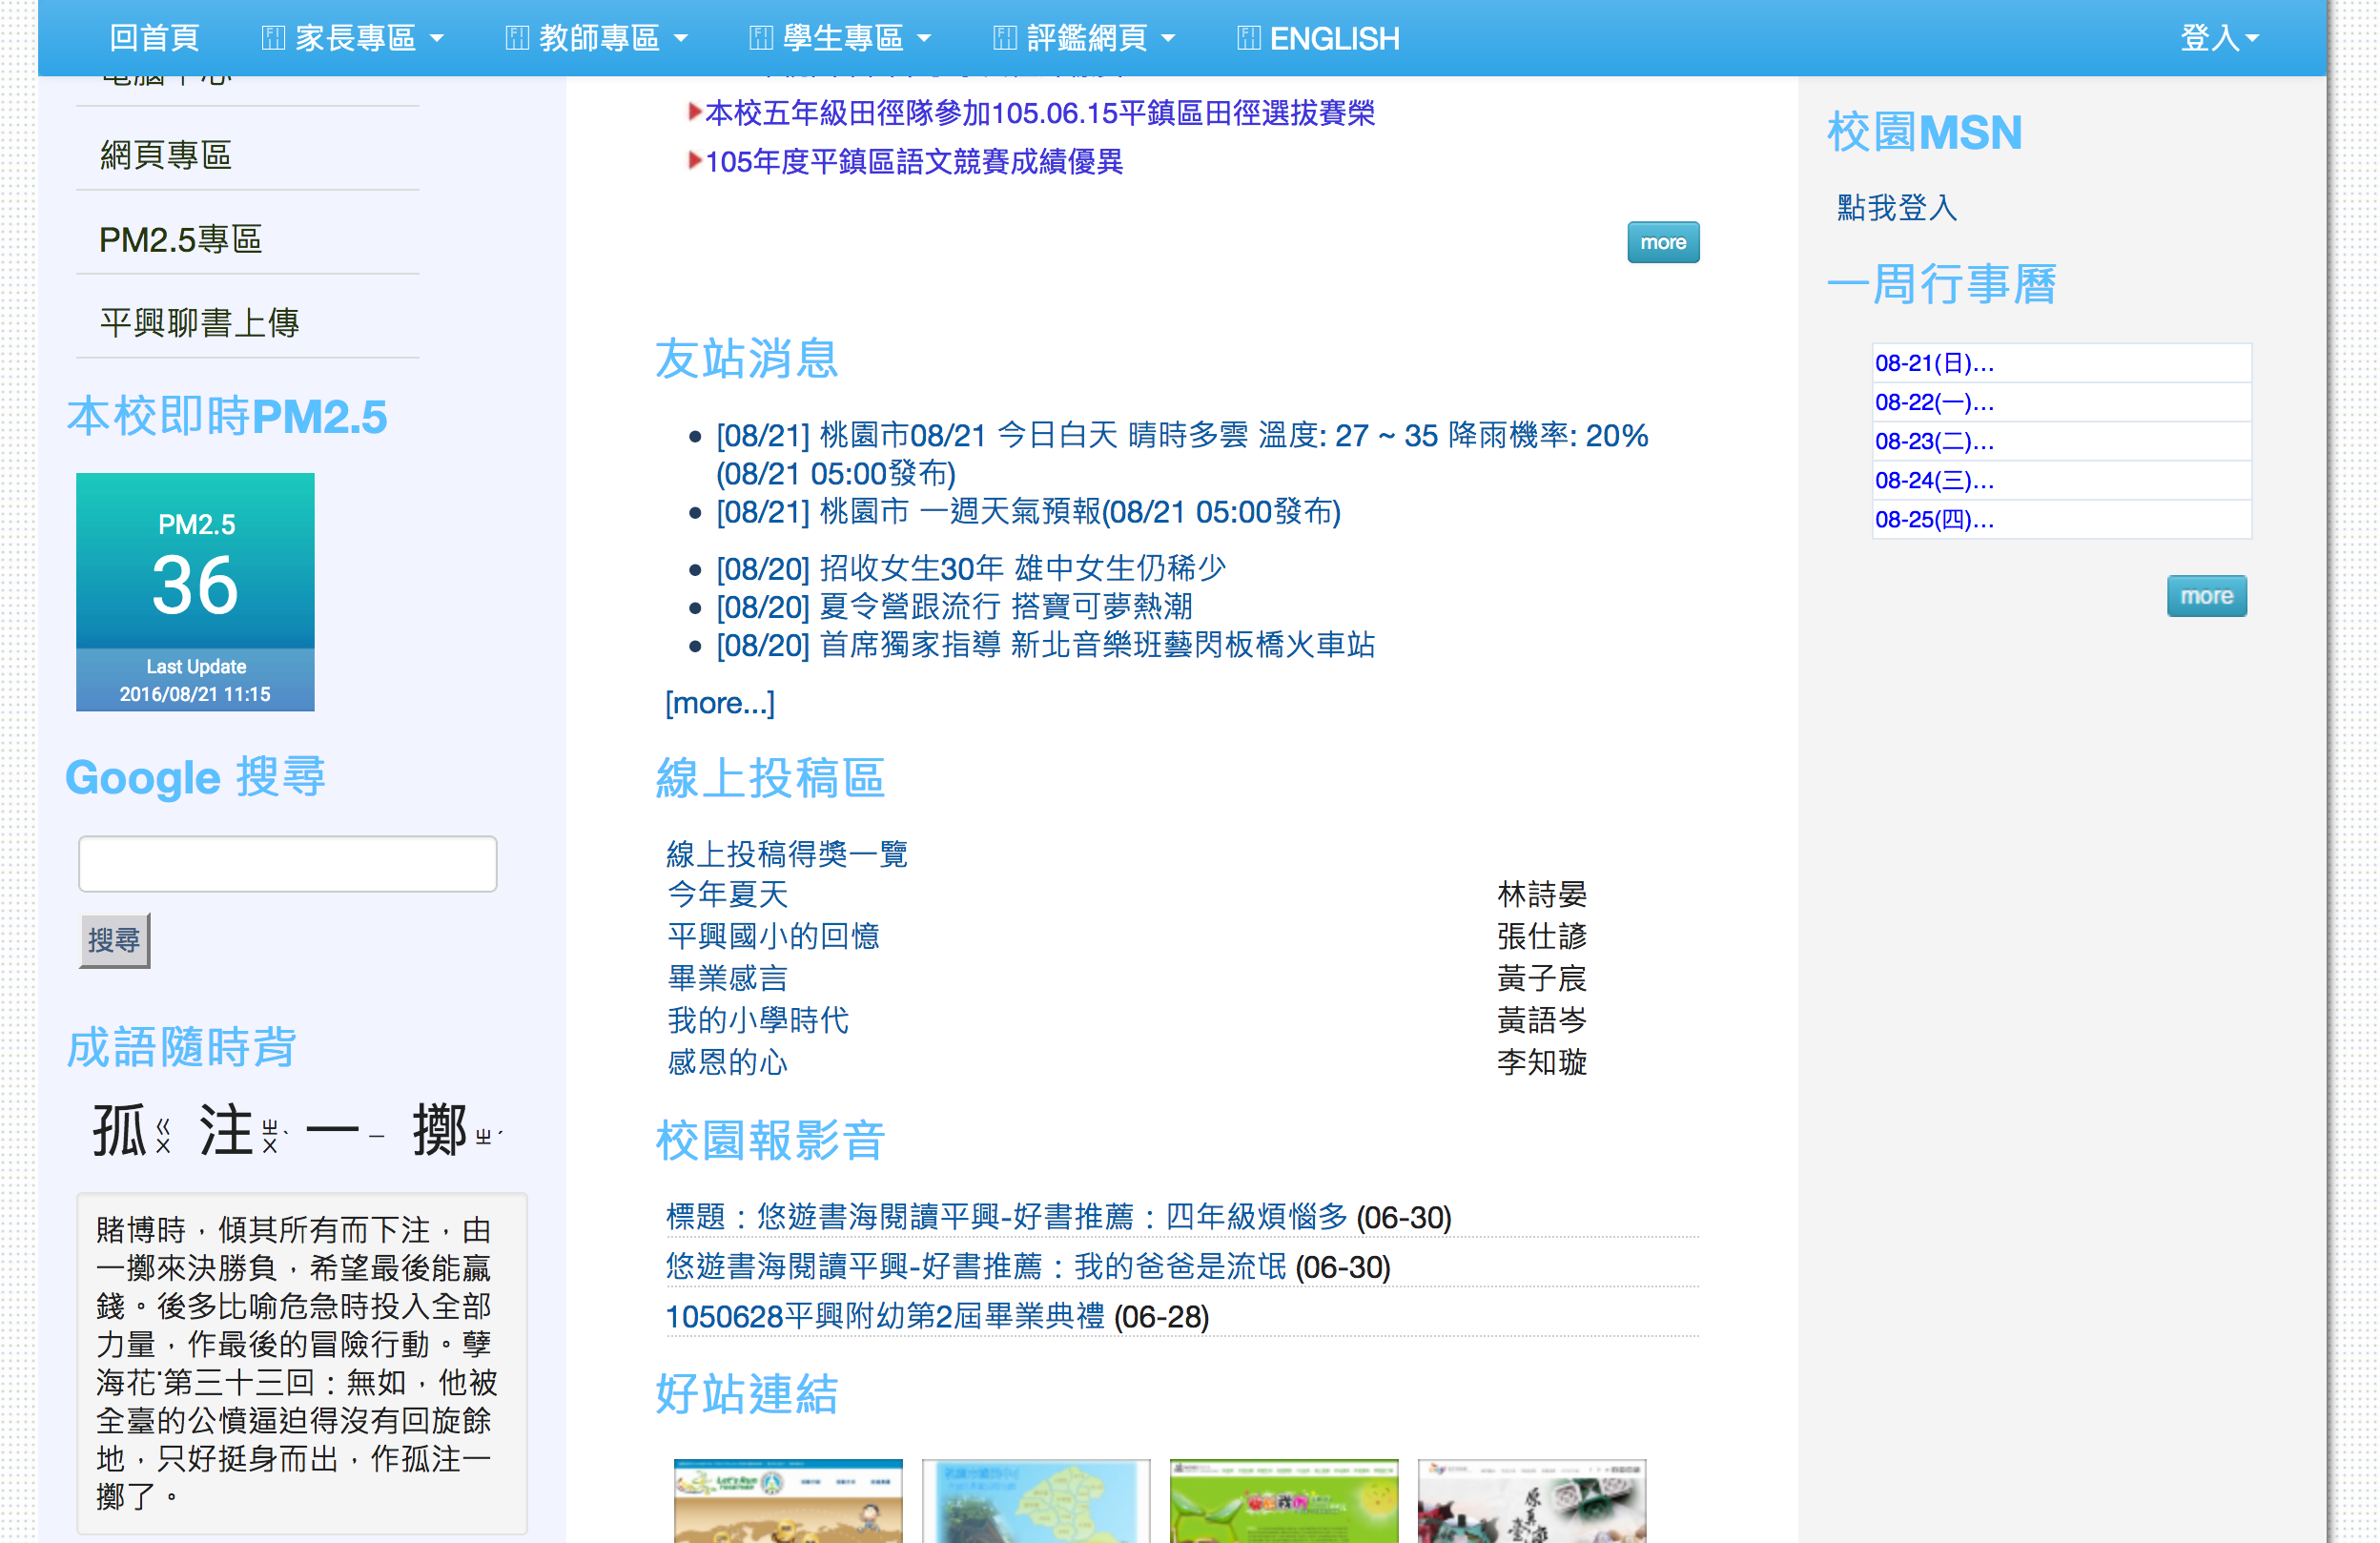 回首頁
家長專區
教師專區
學生專區
評鑑網頁
ENGLISH
登入
網頁專區
PM2.5專區
平興聊書上傳
本校即時PM2.5
PM2.5
36
Last Update
2016/08/21 11:15
Google 搜尋
搜尋
成語隨時背
孤ㄍㄨ 注ㄓㄨˋ 一ㄧ 擲ㄓˊ
賭博時，傾其所有而下注，由
一擲來決勝負，希望最後能贏
錢。後多比喻危急時投入全部
力量，作最後的冒險行動。孽
海花˙第三十三回：無如，他被
全臺的公憤逼迫得沒有回旋餘
地，只好挺身而出，作孤注一
擲了。
本校五年級田徑隊參加105.06.15平鎮區田徑選拔賽榮
105年度平鎮區語文競賽成績優異
more
友站消息
[08/21] 桃園市08/21 今日白天 晴時多雲 溫度: 27 ~ 35 降雨機率: 20%
(08/21 05:00發布)
[08/21] 桃園市 一週天氣預報(08/21 05:00發布)
[08/20] 招收女生30年 雄中女生仍稀少
[08/20] 夏令營跟流行 搭寶可夢熱潮
[08/20] 首席獨家指導 新北音樂班藝閃板橋火車站
[more...]
線上投稿區
線上投稿得獎一覽
今年夏天 林詩晏
平興國小的回憶 張仕諺
畢業感言 黃子宸
我的小學時代 黃語岑
感恩的心 李知璇
校園報影音
標題：悠遊書海閱讀平興-好書推薦：四年級煩惱多 (06-30)
悠遊書海閱讀平興-好書推薦：我的爸爸是流氓 (06-30)
1050628平興附幼第2屆畢業典禮 (06-28)
好站連結
校園MSN
點我登入
一周行事曆
08-21(日)...
08-22(一)...
08-23(二)...
08-24(三)...
08-25(四)...
more